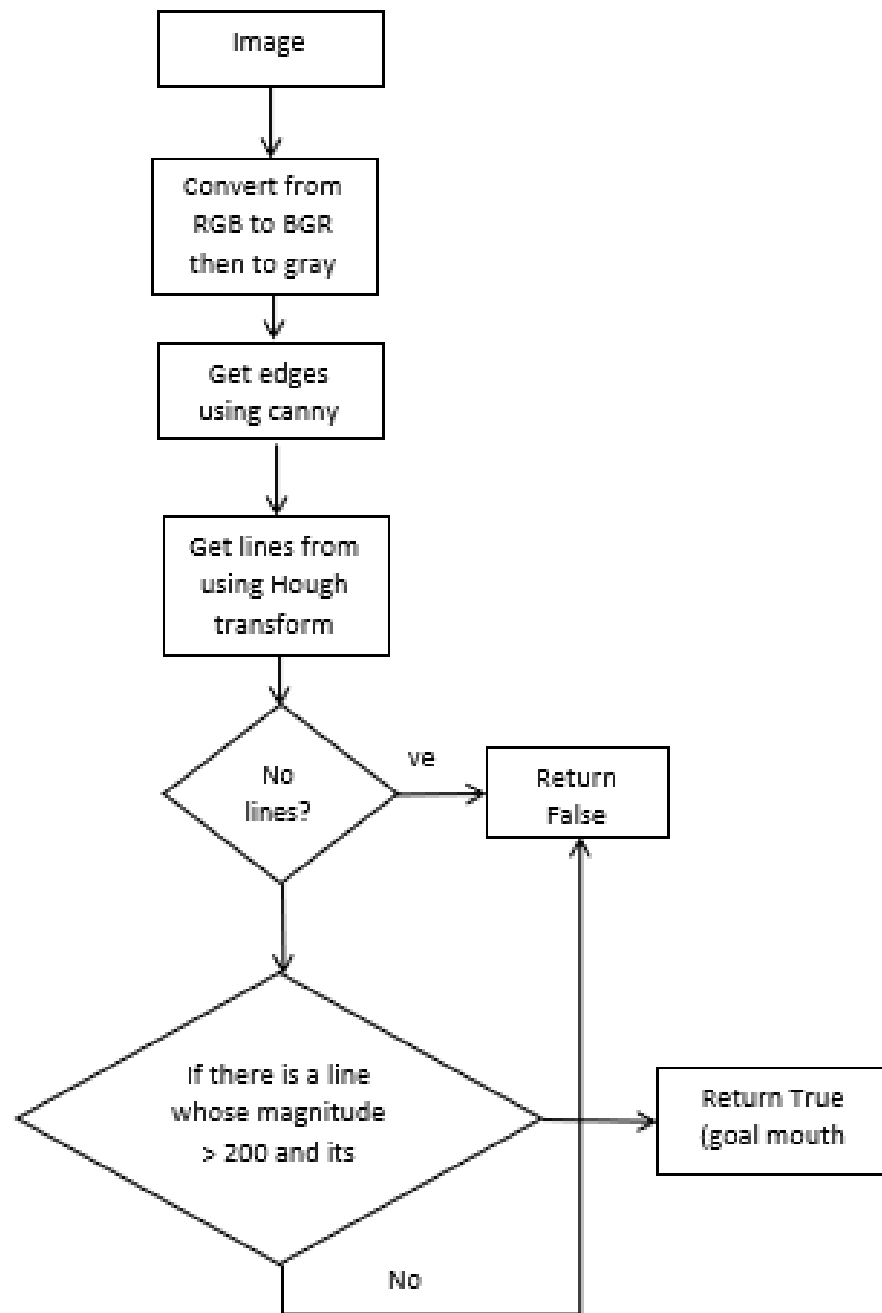 Image
Convert from
RGB to BGR
then to gray
Get edges
using canny
Get lines from
using Hough
transform
No
lines?
ve
Return
False
If there is a line
whose magnitude
> 200 and its
Return True
(goal mouth
No